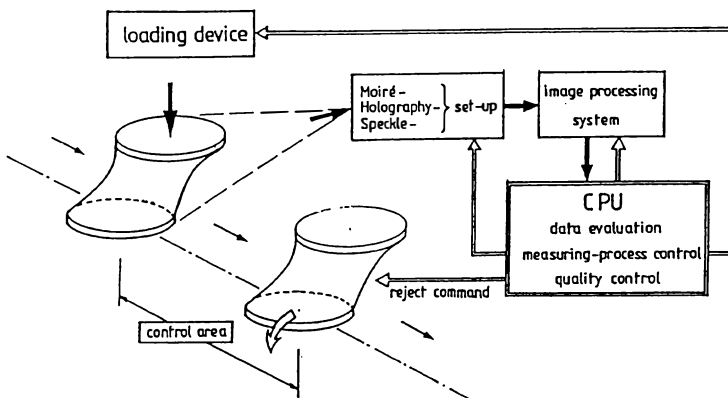 loading device
Moiré-
Holography- } set-up
Speckle-
image processing
system
CPU
data evaluation
measuring-process control
quality control
reject command
control area